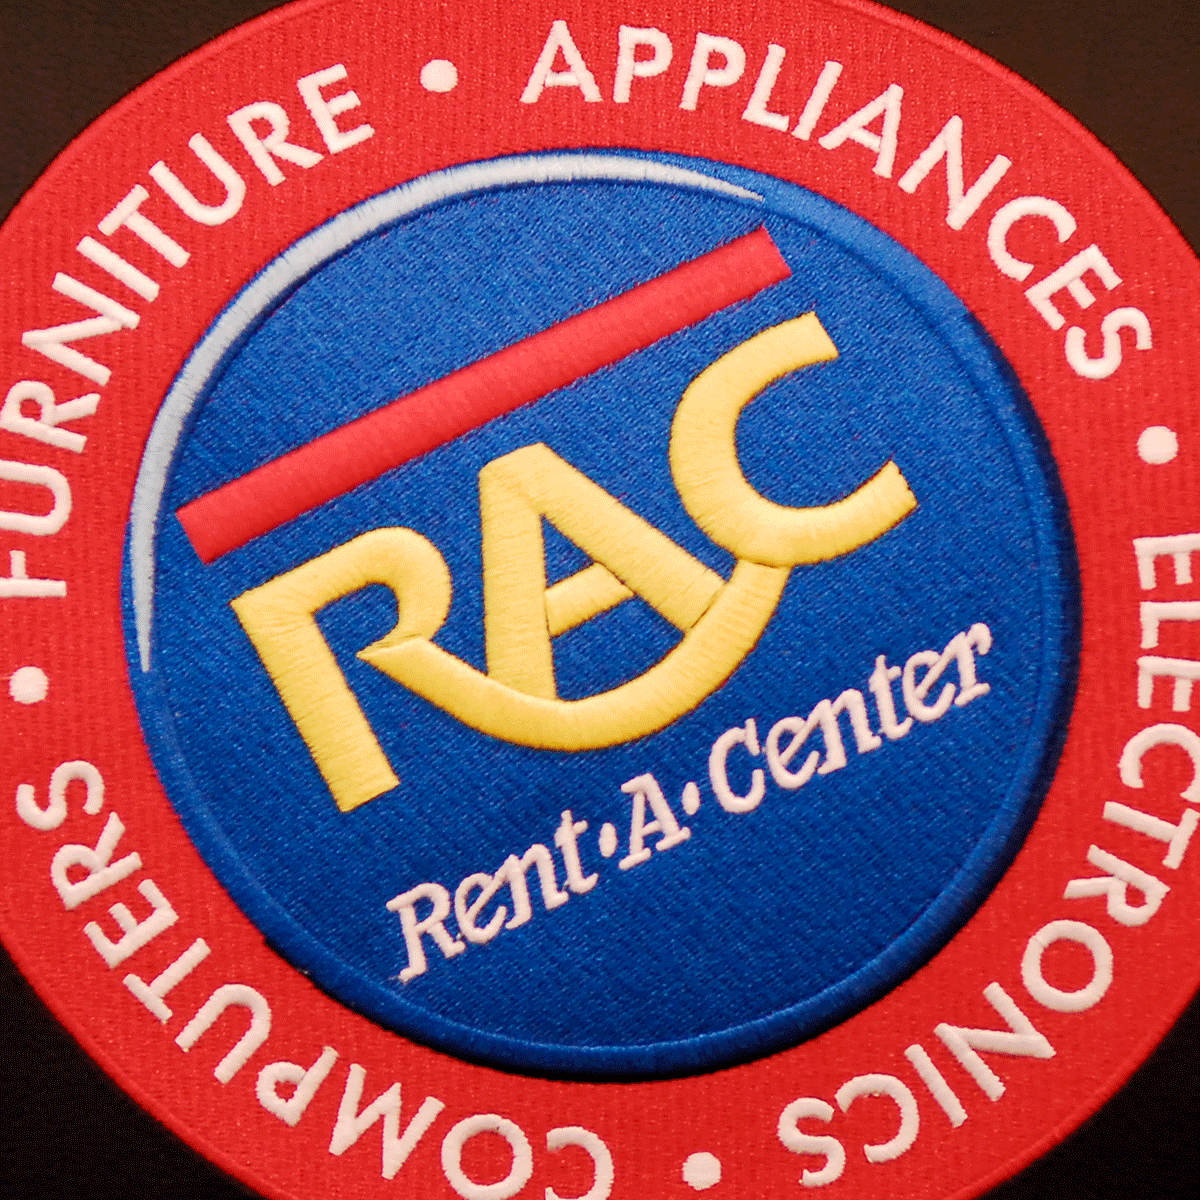 FURNITURE • APPLIANCES • ELECTRONICS • COMPUTERS •
RAC
Rent•A•Center